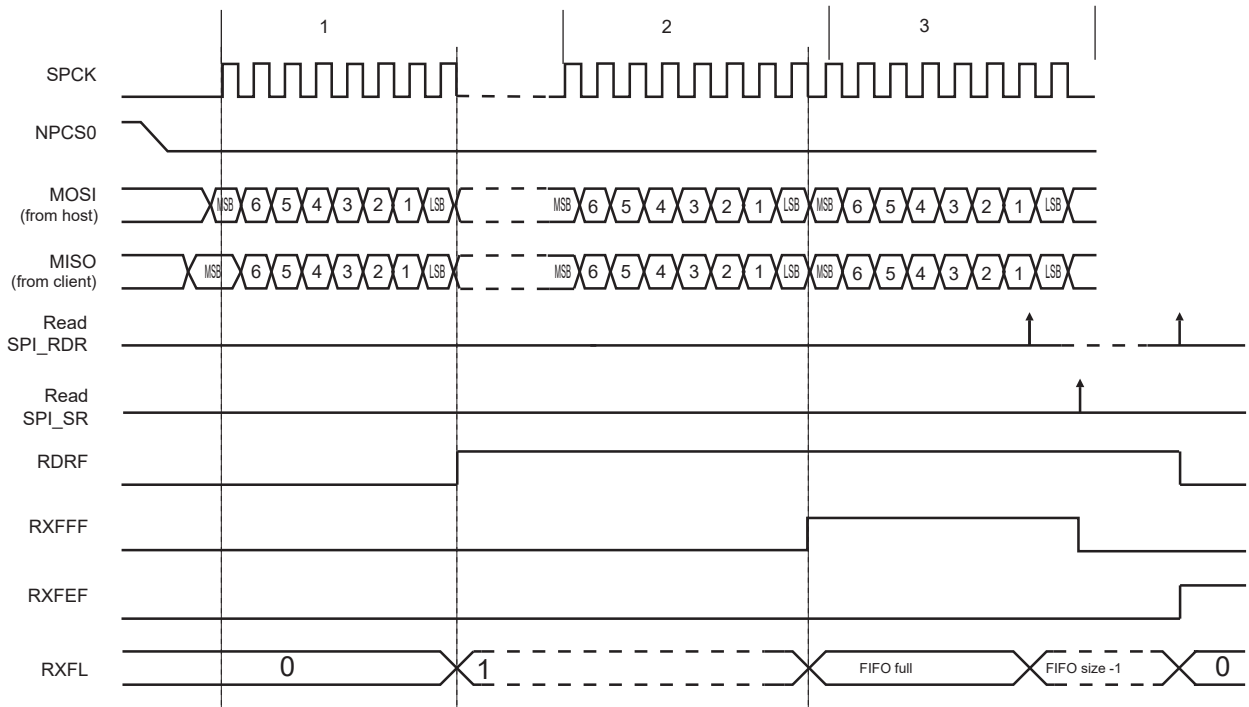 1 2 3
SPCK
NPCS0
MOSI
(from host)
MSB 6 5 4 3 2 1 LSB MSB 6 5 4 3 2 1 LSB MSB 6 5 4 3 2 1 LSB
MISO
(from client)
MSB 6 5 4 3 2 1 LSB MSB 6 5 4 3 2 1 LSB MSB 6 5 4 3 2 1 LSB
Read
SPI_RDR
Read
SPI_SR
RDRF
RXFFF
RXFEF
RXFL 0 1 FIFO full FIFO size -1 0